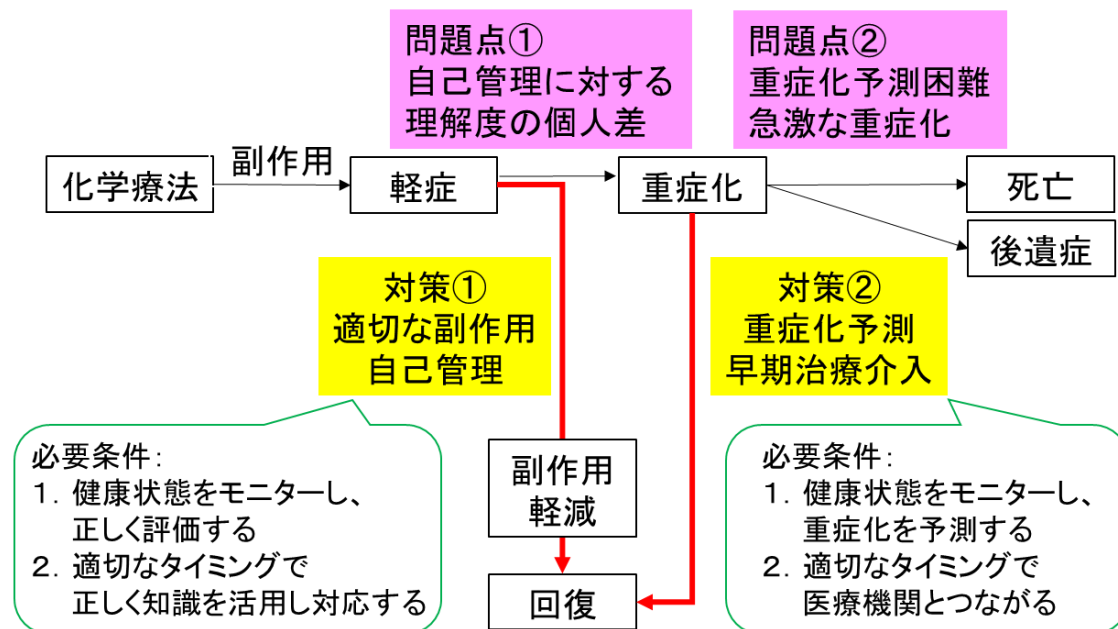 問題点①
自己管理に対する
理解度の個人差
問題点②
重症化予測困難
急激な重症化
化学療法
副作用
軽症
重症化
死亡
後遺症
対策①
適切な副作用
自己管理
対策②
重症化予測
早期治療介入
必要条件：
1．健康状態をモニターし、
正しく評価する
2．適切なタイミングで
正しく知識を活用し対応する
副作用
軽減
回復
必要条件：
1．健康状態をモニターし、
重症化を予測する
2．適切なタイミングで
医療機関とつながる